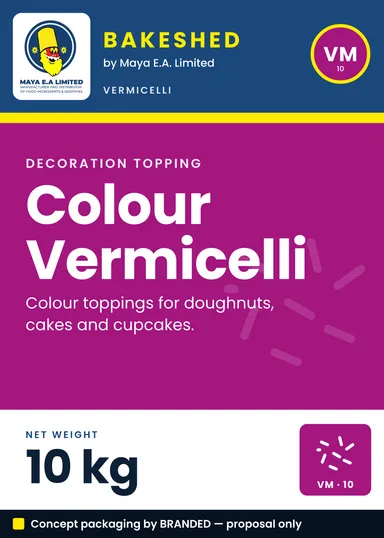 BAKESHED
by Maya E.A. Limited
VERMICELLI
MAYA E.A LIMITED
MANUFACTURER AND DISTRIBUTOR
OF FOOD INGREDIENTS & ADDITIVES
VM
10
DECORATION TOPPING
Colour
Vermicelli
Colour toppings for doughnuts,
cakes and cupcakes.
NET WEIGHT
10 kg
VM · 10
Concept packaging by BRANDED — proposal only